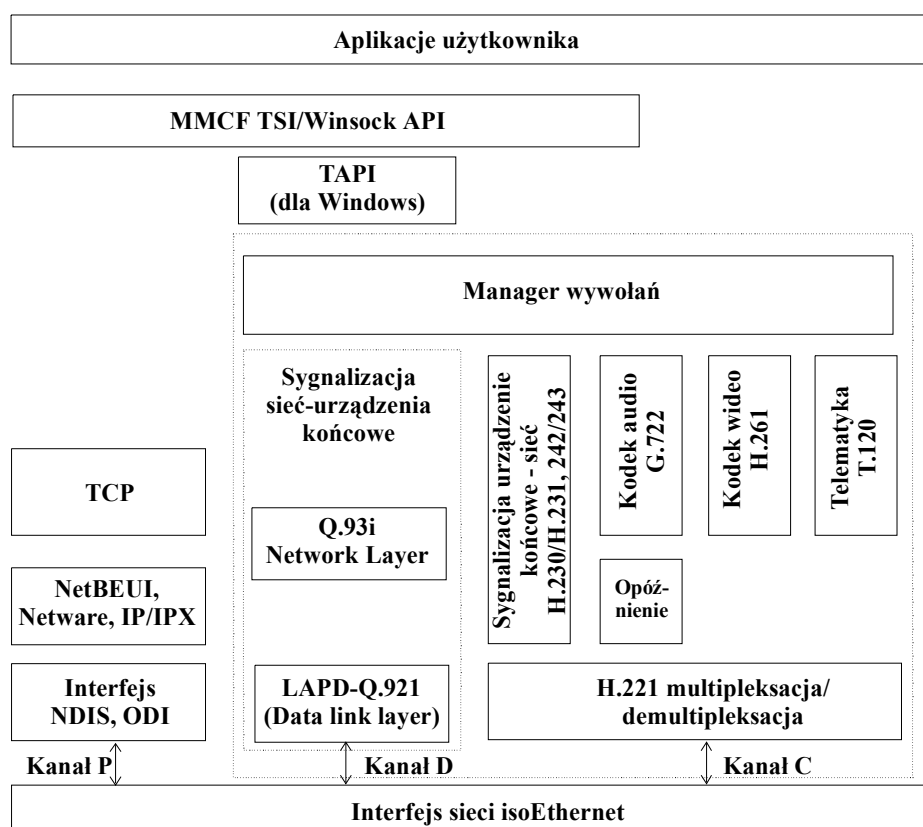 Aplikacje użytkownika
MMCF TSI/Winsock API
TAPI
(dla Windows)
Manager wywołań
Sygnalizacja
sieć-urządzenia
końcowe
Sygnalizacja urządzenie
końcowe - sieć
H.230/H.231, 242/243
Kodek audio
G.722
Kodek wideo
H.261
Telematyka
T.120
TCP
Q.93i
Network Layer
NetBEUI,
Netware, IP/IPX
Opóź-
nienie
Interfejs
NDIS, ODI
LAPD-Q.921
(Data link layer)
H.221 multipleksacja/
demultipleksacja
Kanał P
Kanał D
Kanał C
Interfejs sieci isoEthernet